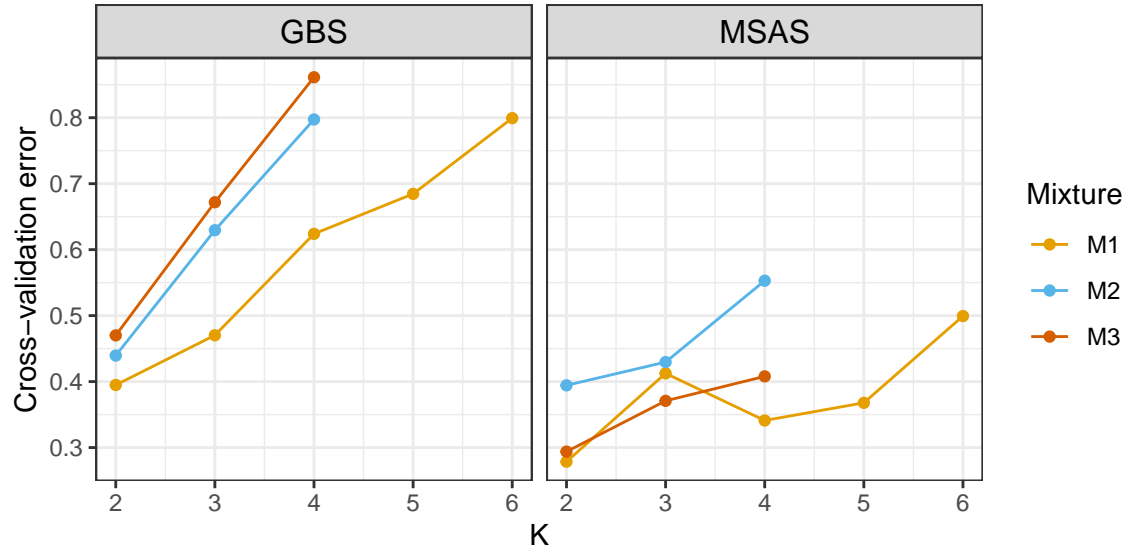 GBS MSAS
Cross−validation error
0.8
0.7
0.6
0.5
0.4
0.3
2 3 4 5 6 2 3 4 5 6
K
Mixture
M1
M2
M3